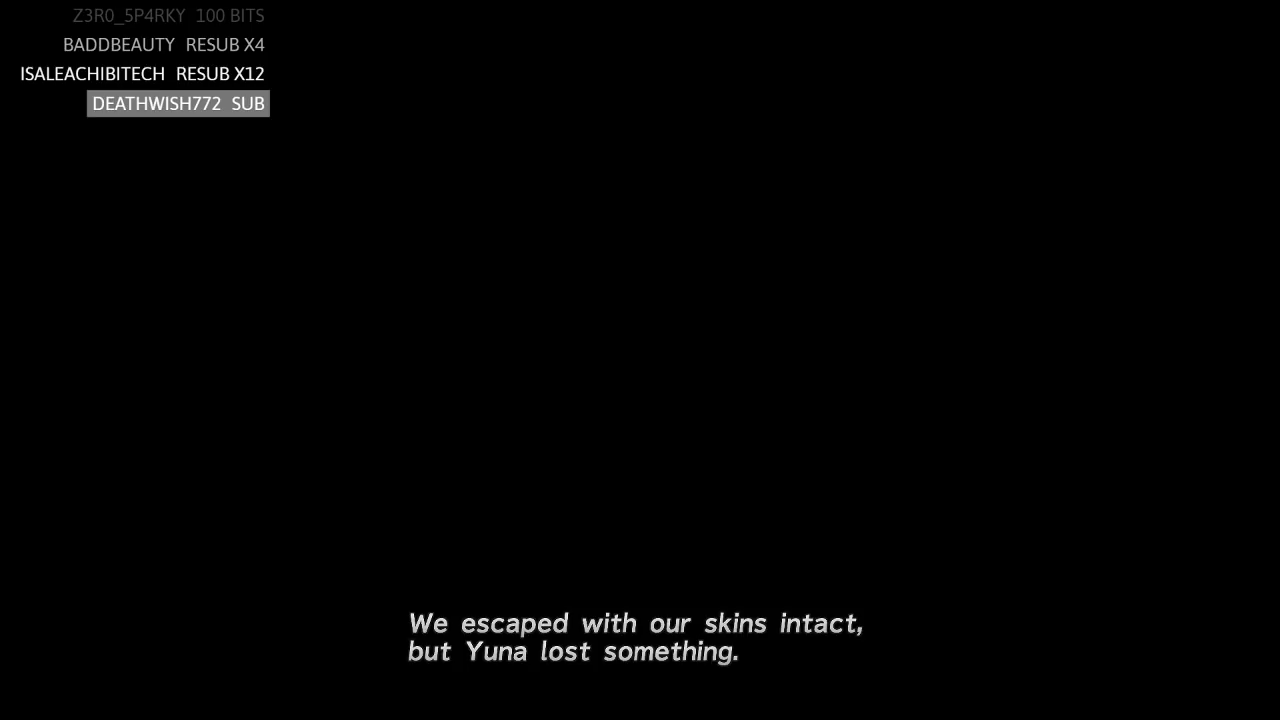 Z3R0_5P4RKY 100 BITS
BADDBEAUTY RESUB X4
ISALEACHIBITECH RESUB X12
DEATHWISH772 SUB
We escaped with our skins intact,
but Yuna lost something.